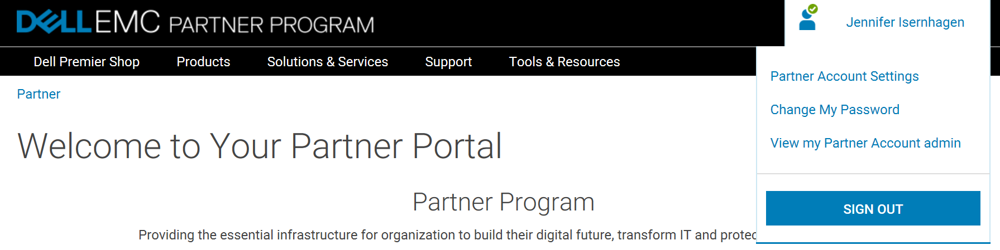 DELL EMC PARTNER PROGRAM
Jennifer Isernhagen
Dell Premier Shop
Products
Solutions & Services
Support
Tools & Resources
Partner Account Settings
Change My Password
View my Partner Account admin
SIGN OUT
Partner
Welcome to Your Partner Portal
Partner Program
Providing the essential infrastructure for organization to build their digital future, transform IT and protec